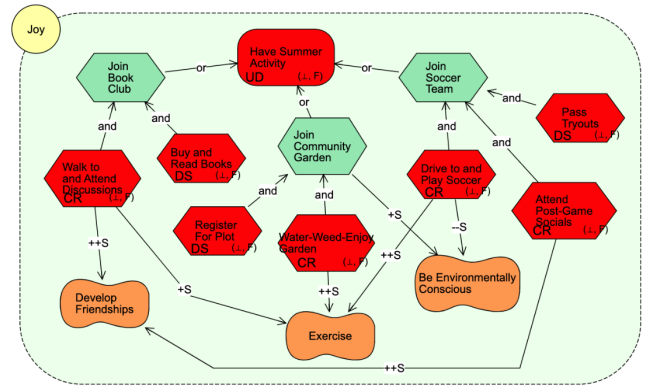 Joy
Have Summer
Activity
UD
(⊥, F)
Join
Book
Club
or
or
or
Join
Soccer
Team
and
and
and
and
and
and
and
Pass
Tryouts
DS
(⊥, F)
Join
Community
Garden
Buy and
Read Books
DS
(⊥, F)
Walk to
and Attend
Discussions
CR
(⊥, F)
Drive to and
Play Soccer
CR
(⊥, F)
Attend
Post-Game
Socials
CR
(⊥, F)
Register
For Plot
DS
(⊥, F)
Water-Weed-Enjoy
Garden
CR
(⊥, F)
+S
--S
++S
++S
+S
++S
Be Environmentally
Conscious
Develop
Friendships
Exercise
++S